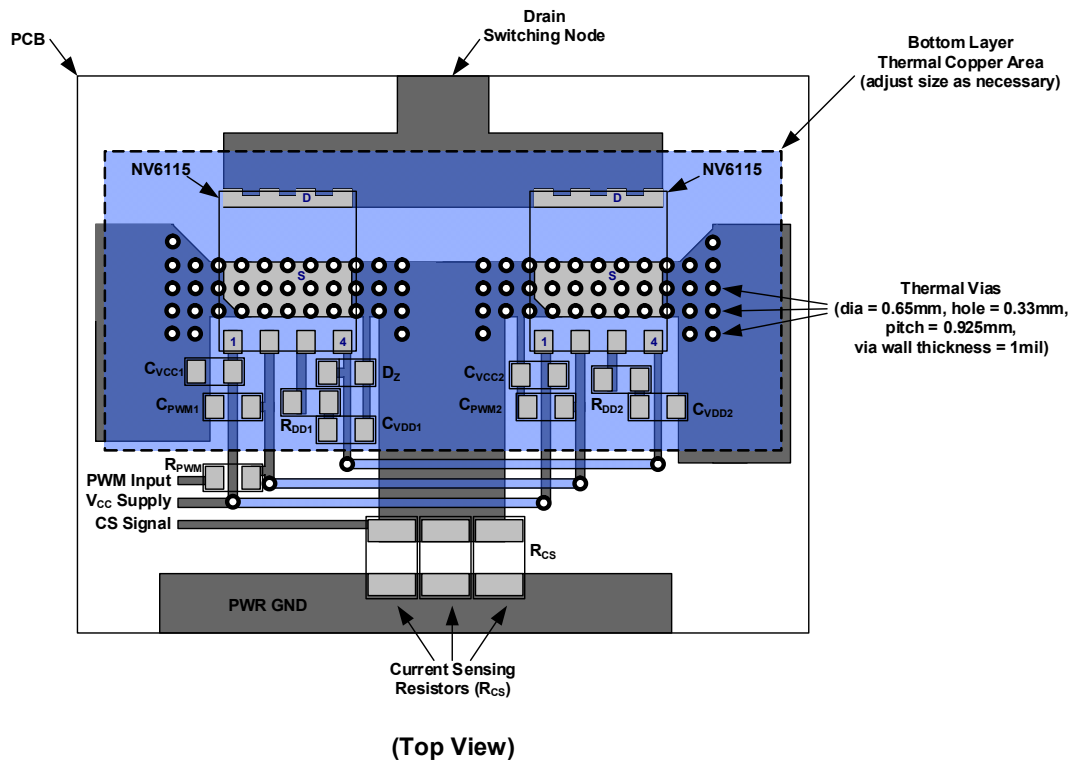 Drain
Switching Node
PCB
Bottom Layer
Thermal Copper Area
(adjust size as necessary)
NV6115
NV6115
D
D
S
S
Thermal Vias
(dia = 0.65mm, hole = 0.33mm,
pitch = 0.925mm,
via wall thickness = 1mil)
1
4
1
4
CVCC1
DZ
CVCC2
CPWM1
RDD1
CVDD1
CPWM2
RDD2
CVDD2
RPWM
PWM Input
VCC Supply
CS Signal
RCS
PWR GND
Current Sensing
Resistors (RCS)
(Top View)